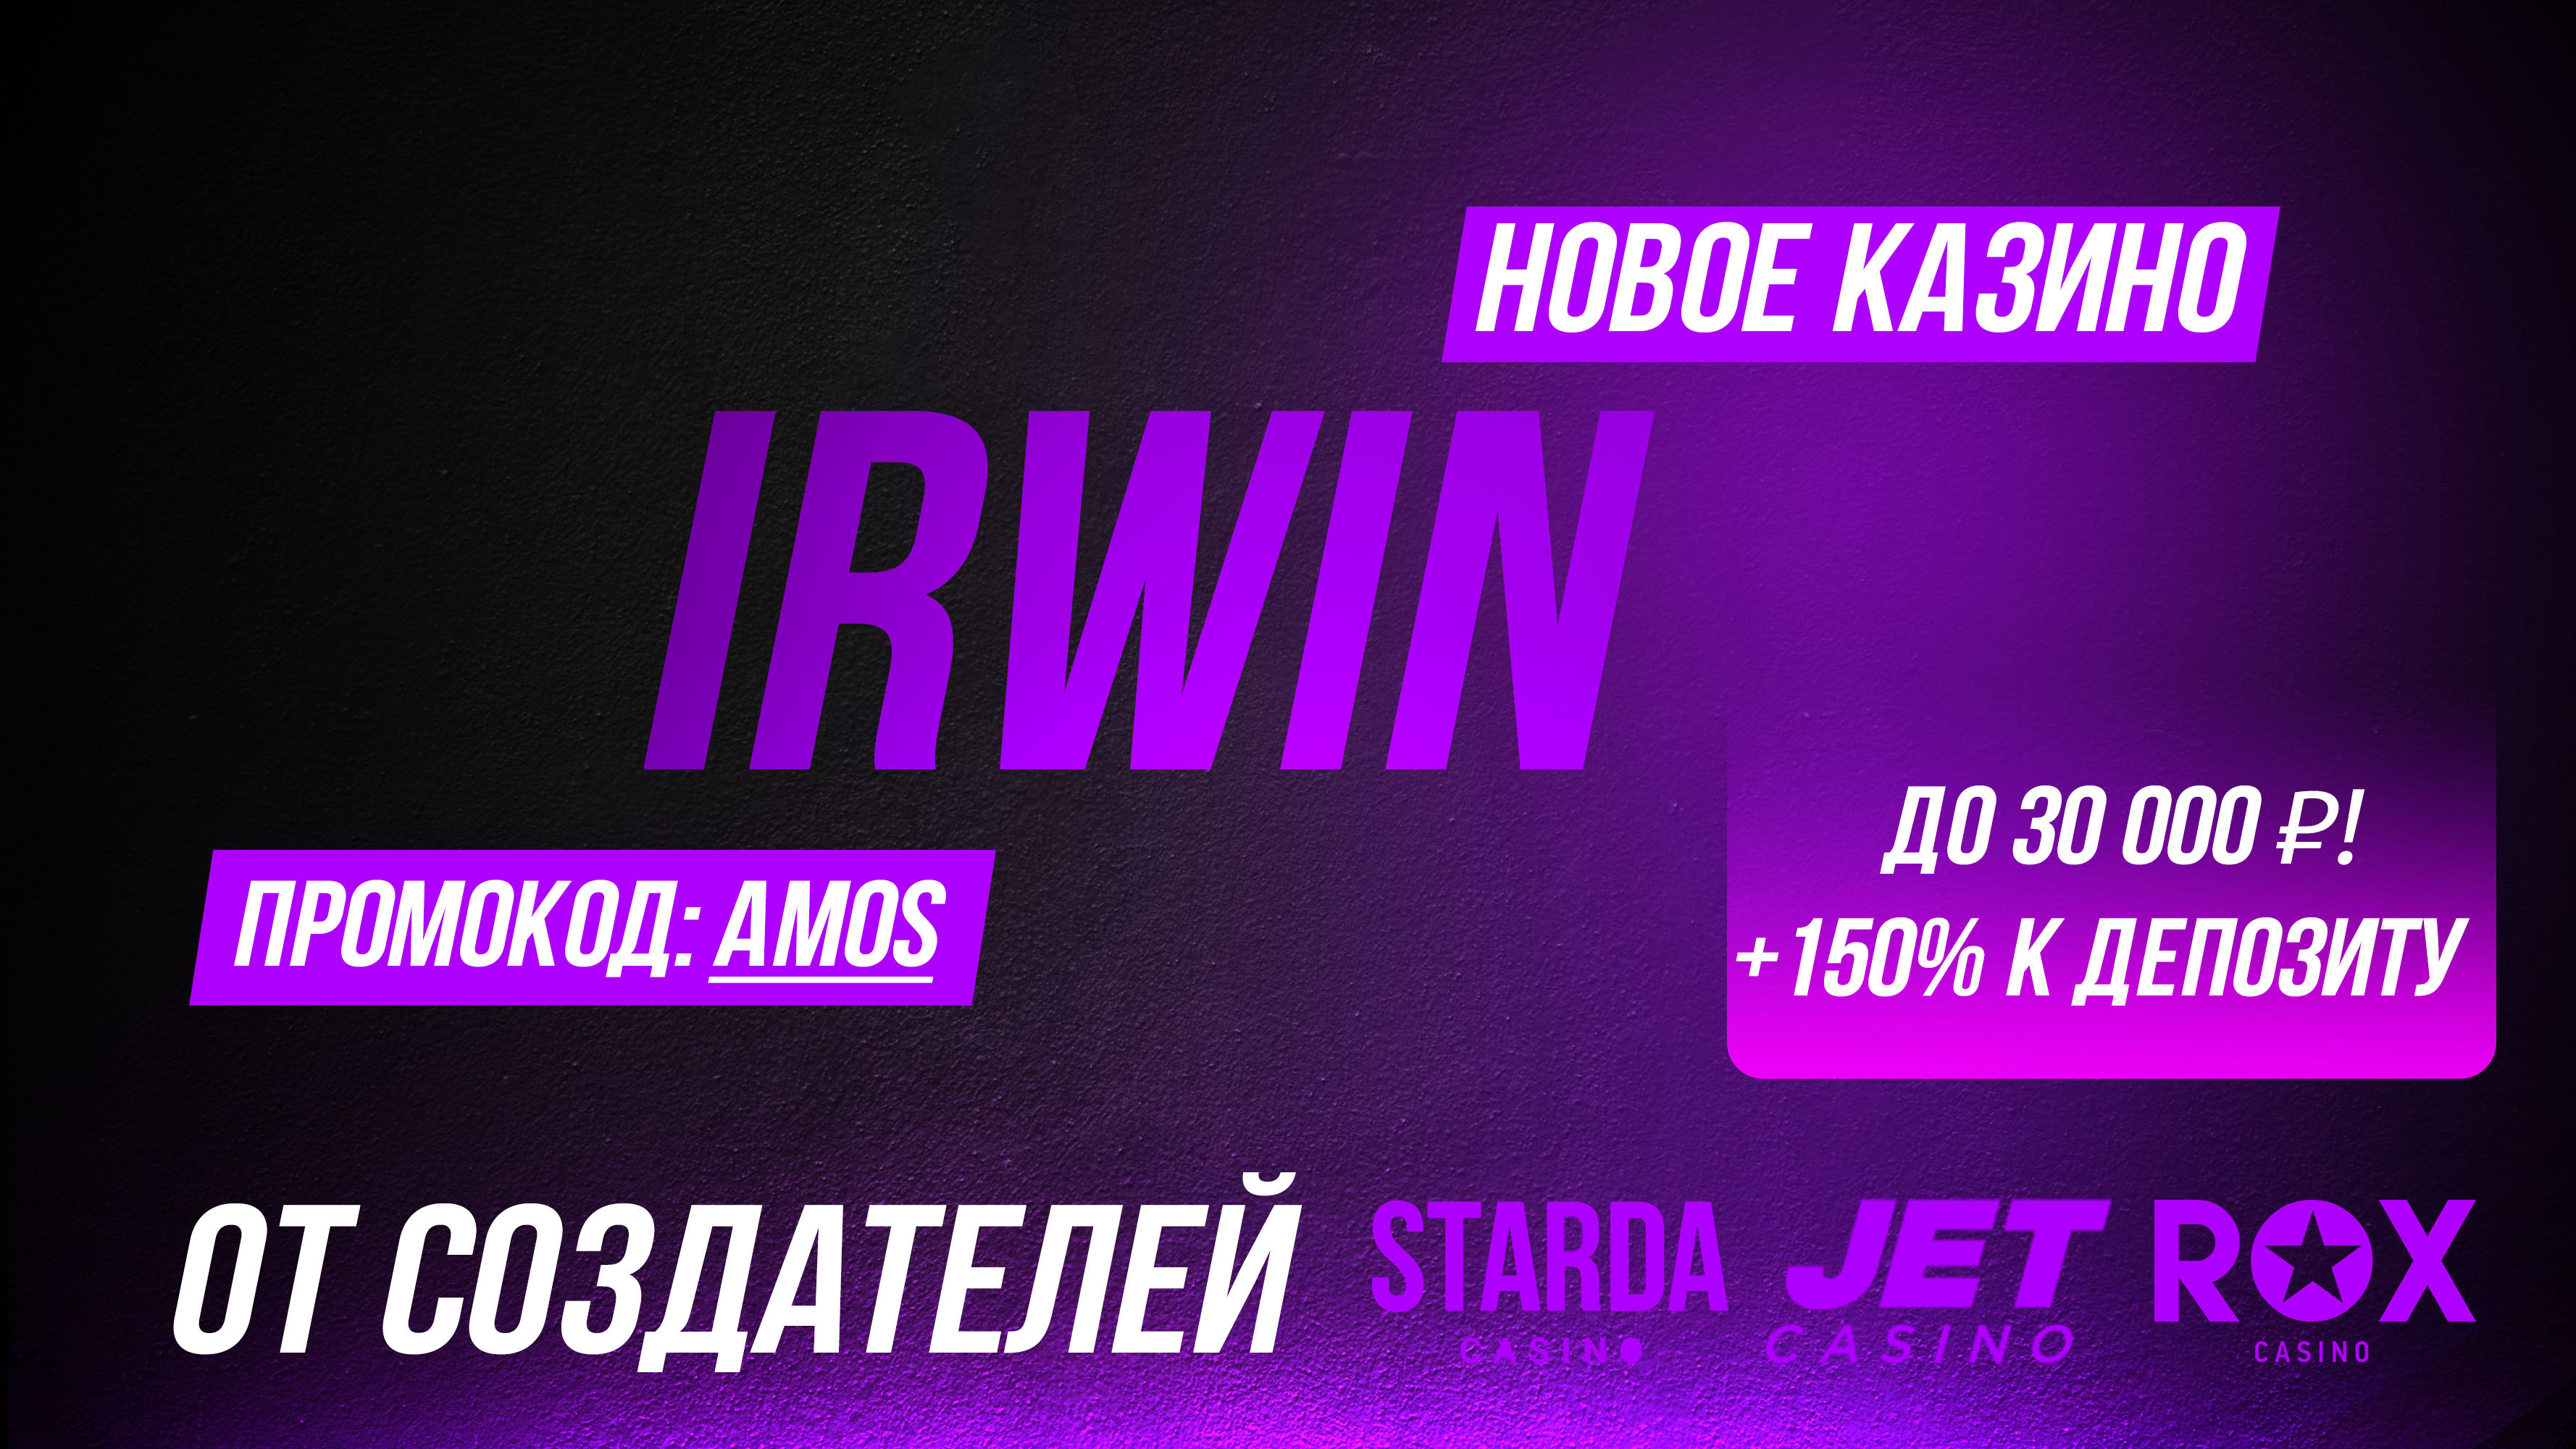 НОВОЕ КАЗИНО
IRWIN
ПРОМОКОД: AMOS
ДО 30 000 ₽!
+150% К ДЕПОЗИТУ
ОТ СОЗДАТЕЛЕЙ
STARDA
CASINO
JET
CASINO
ROX
CASINO